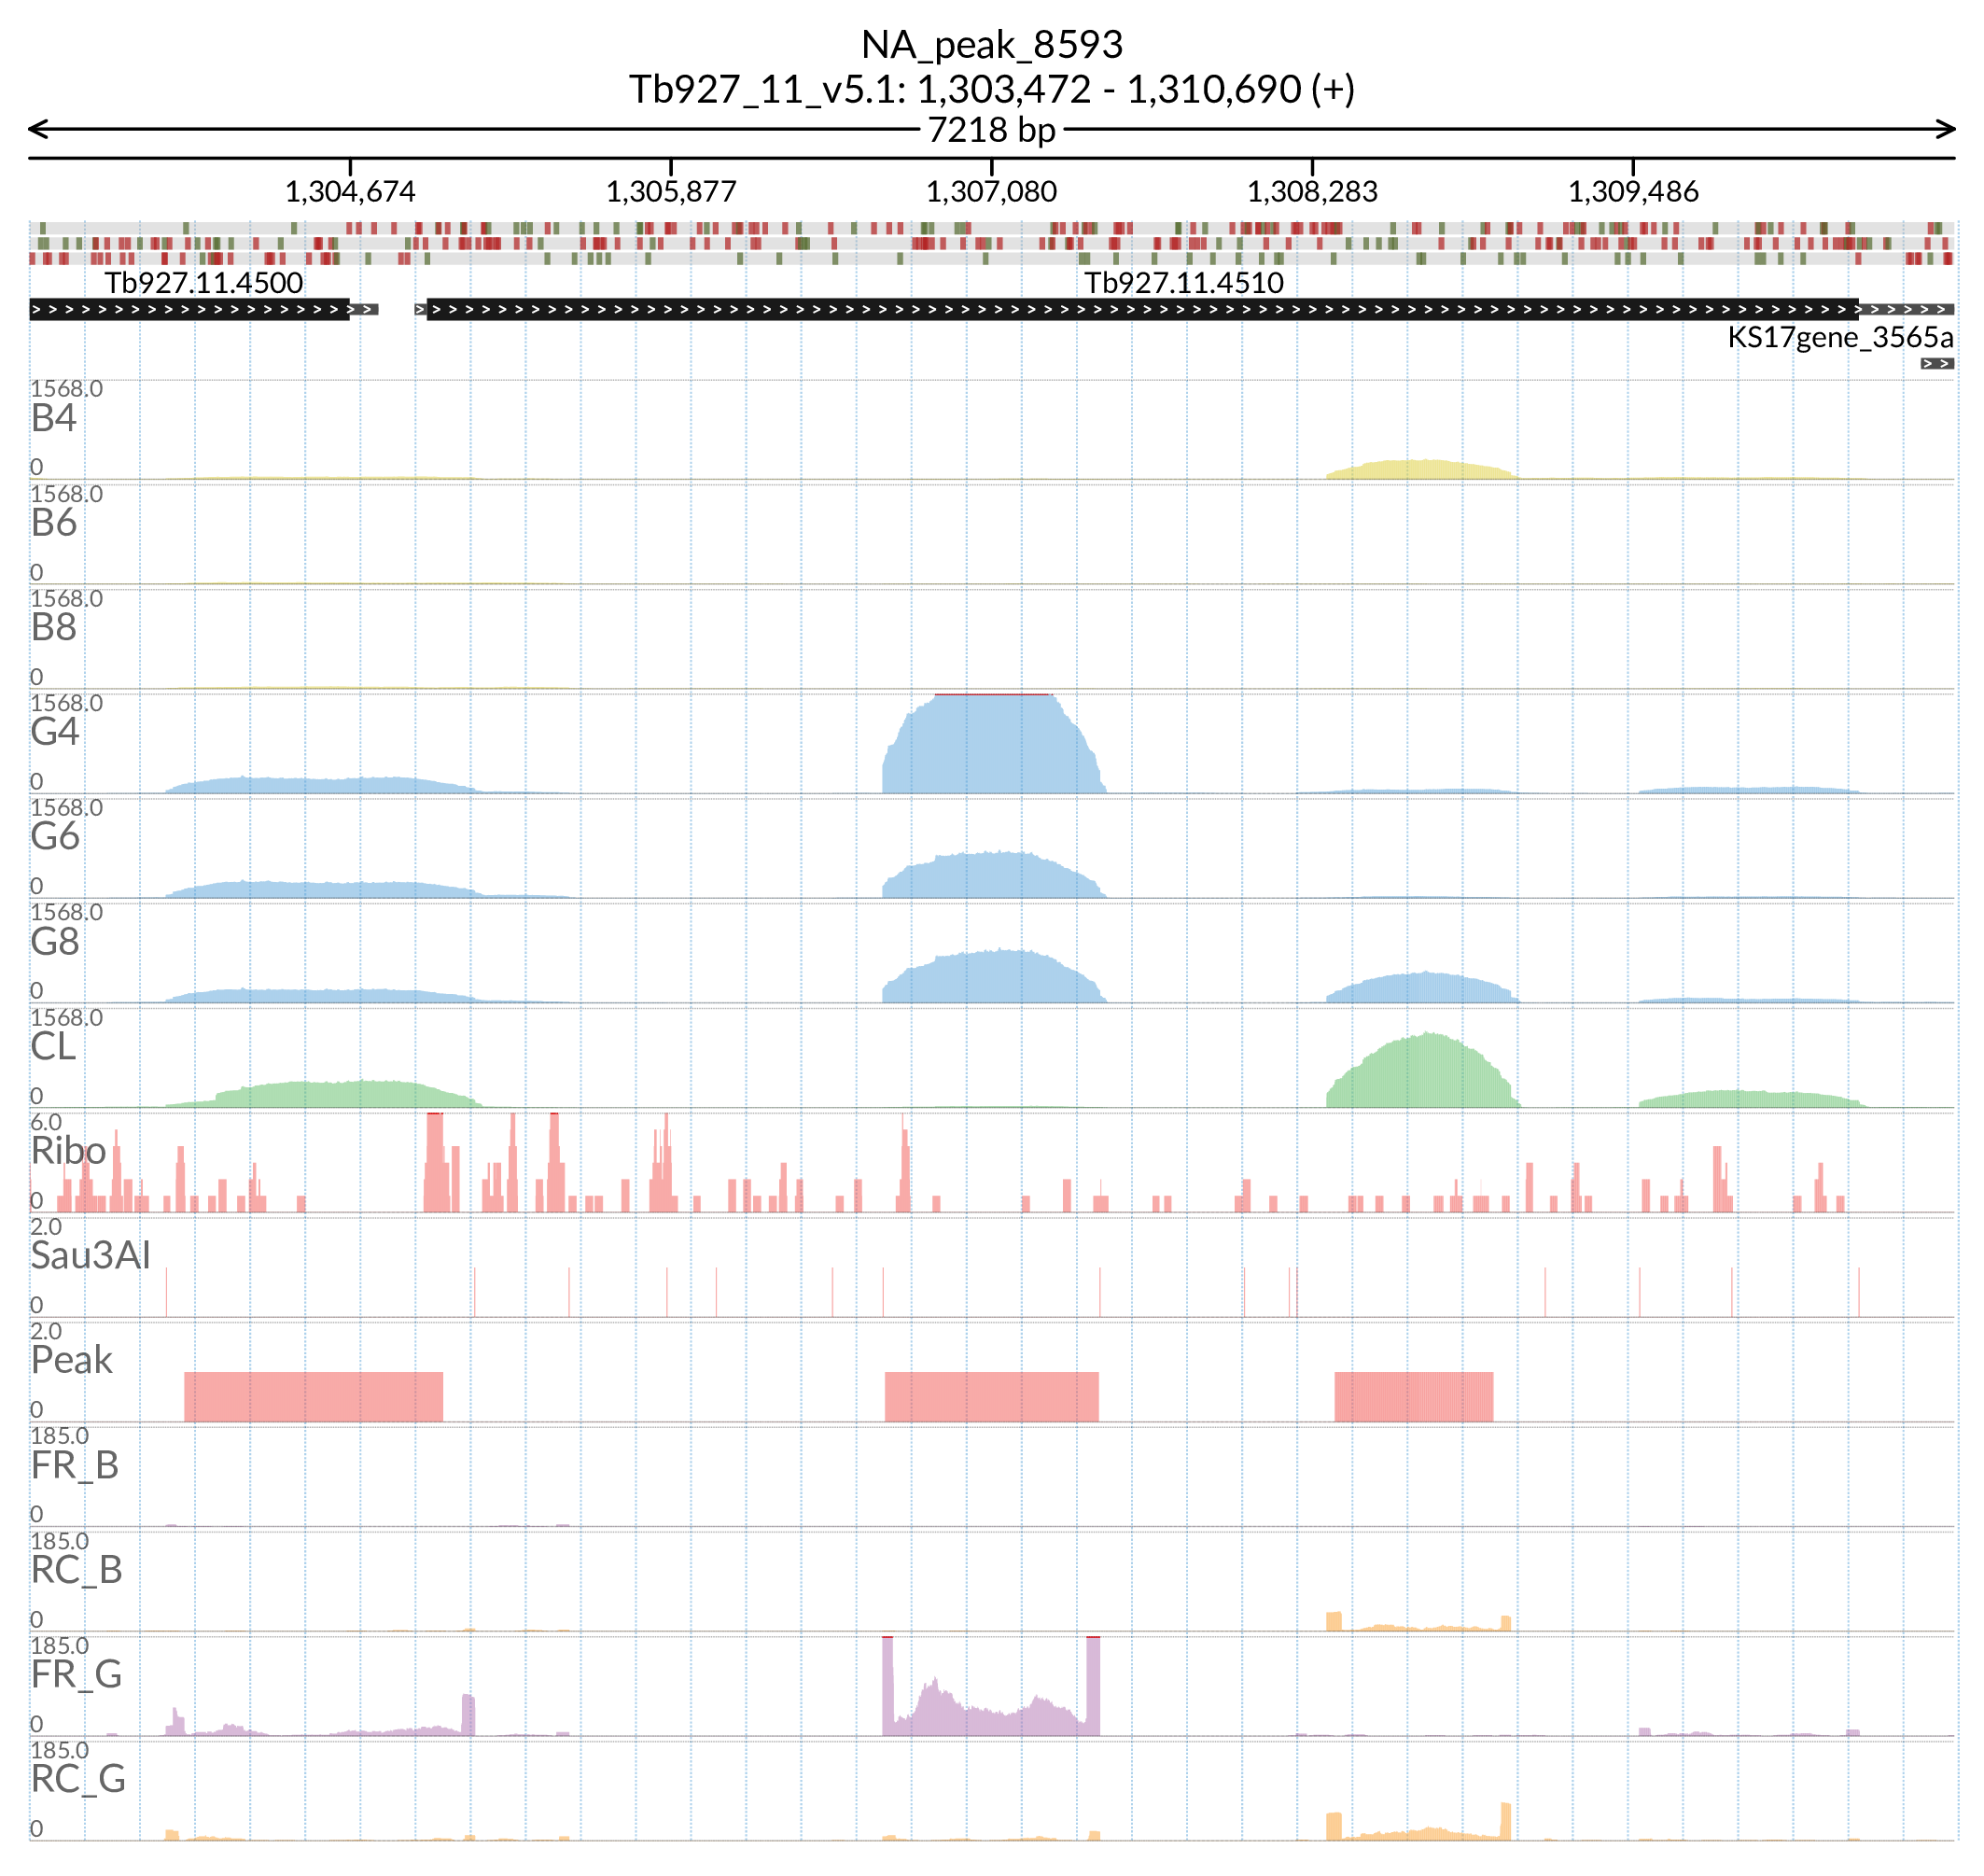 NA_peak_8593
Tb927_11_v5.1: 1,303,472 - 1,310,690 (+)
7218 bp
1,304,674 1,305,877 1,307,080 1,308,283 1,309,486
Tb927.11.4500 Tb927.11.4510
KS17gene_3565a
1568.0
B4
0
1568.0
B6
0
1568.0
B8
0
1568.0
G4
0
1568.0
G6
0
1568.0
G8
0
1568.0
CL
0
6.0
Ribo
0
2.0
Sau3AI
0
2.0
Peak
0
185.0
FR_B
0
185.0
RC_B
0
185.0
FR_G
0
185.0
RC_G
0